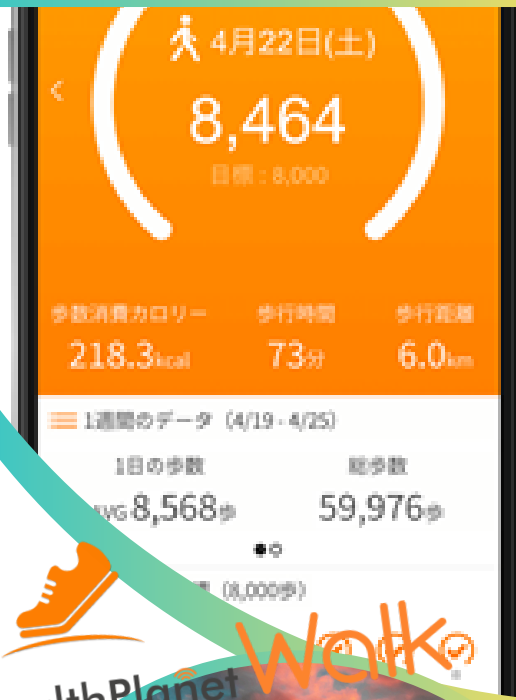 4月22日(土)
8,464
目標 : 8,000
歩数消費カロリー 歩行時間 歩行距離
218.3kcal 73分 6.0km
1週間のデータ（4/19 - 4/25）
1日の歩数 総歩数
AVG 8,568歩 59,976歩
（8,000歩）
Walk
lthPlanet